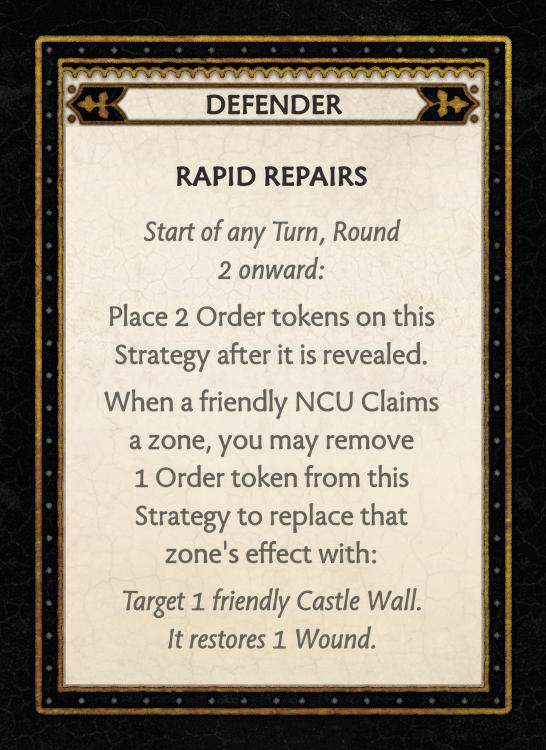 DEFENDER
RAPID REPAIRS
Start of any Turn, Round
2 onward:
Place 2 Order tokens on this
Strategy after it is revealed.
When a friendly NCU Claims
a zone, you may remove
1 Order token from this
Strategy to replace that
zone's effect with:
Target 1 friendly Castle Wall.
It restores 1 Wound.